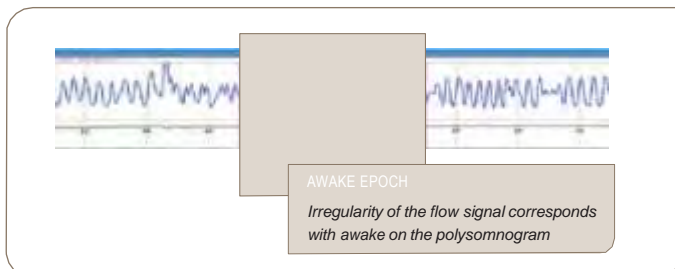 AWAKE EPOCH
Irregularity of the flow signal corresponds
with awake on the polysomnogram